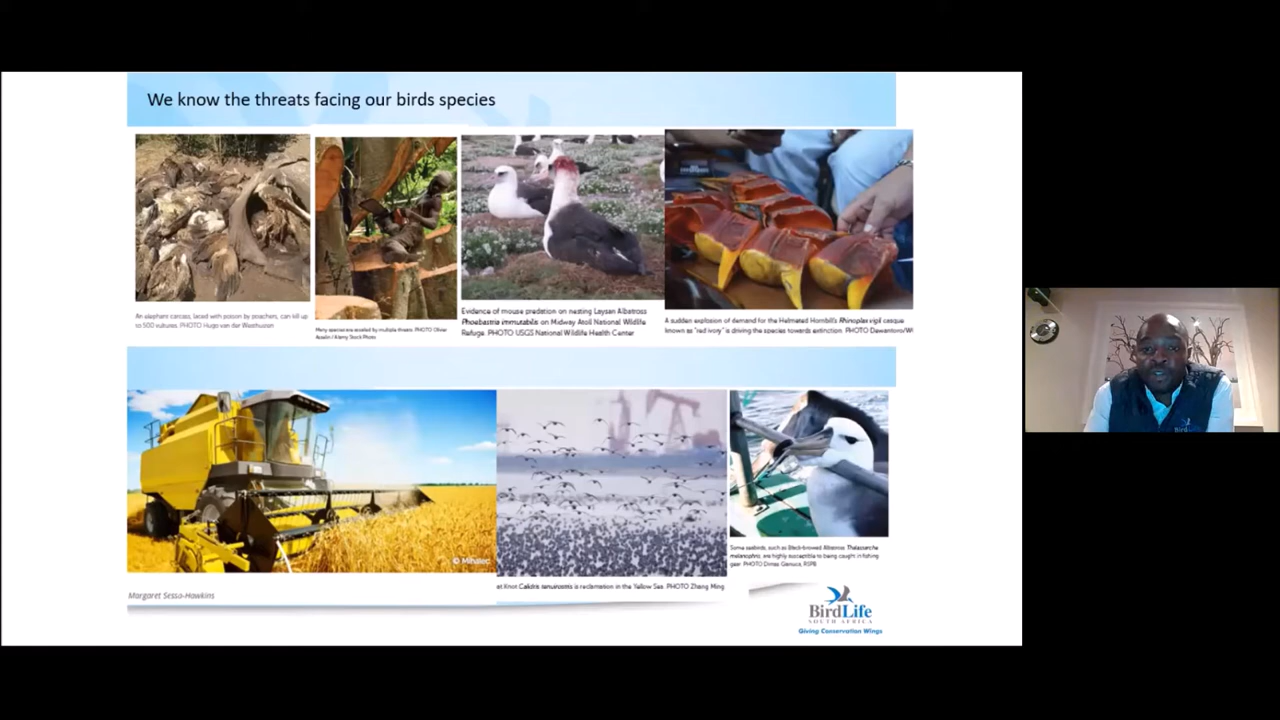 We know the threats facing our birds species
An elephant carcass, laced with poison by poachers, can kill up
to 500 vultures. PHOTO Hugo van der Westhuizen
Many species are assailed by multiple threats. PHOTO Olivier
Asselin / Alamy Stock Photo
Evidence of mouse predation on nesting Laysan Albatross
Phoebastria immutabilis on Midway Atoll National Wildlife
Refuge. PHOTO: USGS National Wildlife Health Center
A sudden explosion of demand for the Helmeted Hornbill's Rhinoplax vigil casque
known as "red ivory" is driving the species towards extinction. PHOTO: Dewantoro/W
© Mihalec
Margaret Sessa-Hawkins
at Knot Calidris tenuirostris is reclamation in the Yellow Sea. PHOTO Zheng Ming
Some seabirds, such as Black-browed Albatross Thalassarche
melanophris, are highly susceptible to being caught in fishing
gear. PHOTO Dimas Gianuca, RSPB
BirdLife
SOUTH AFRICA
Giving Conservation Wings